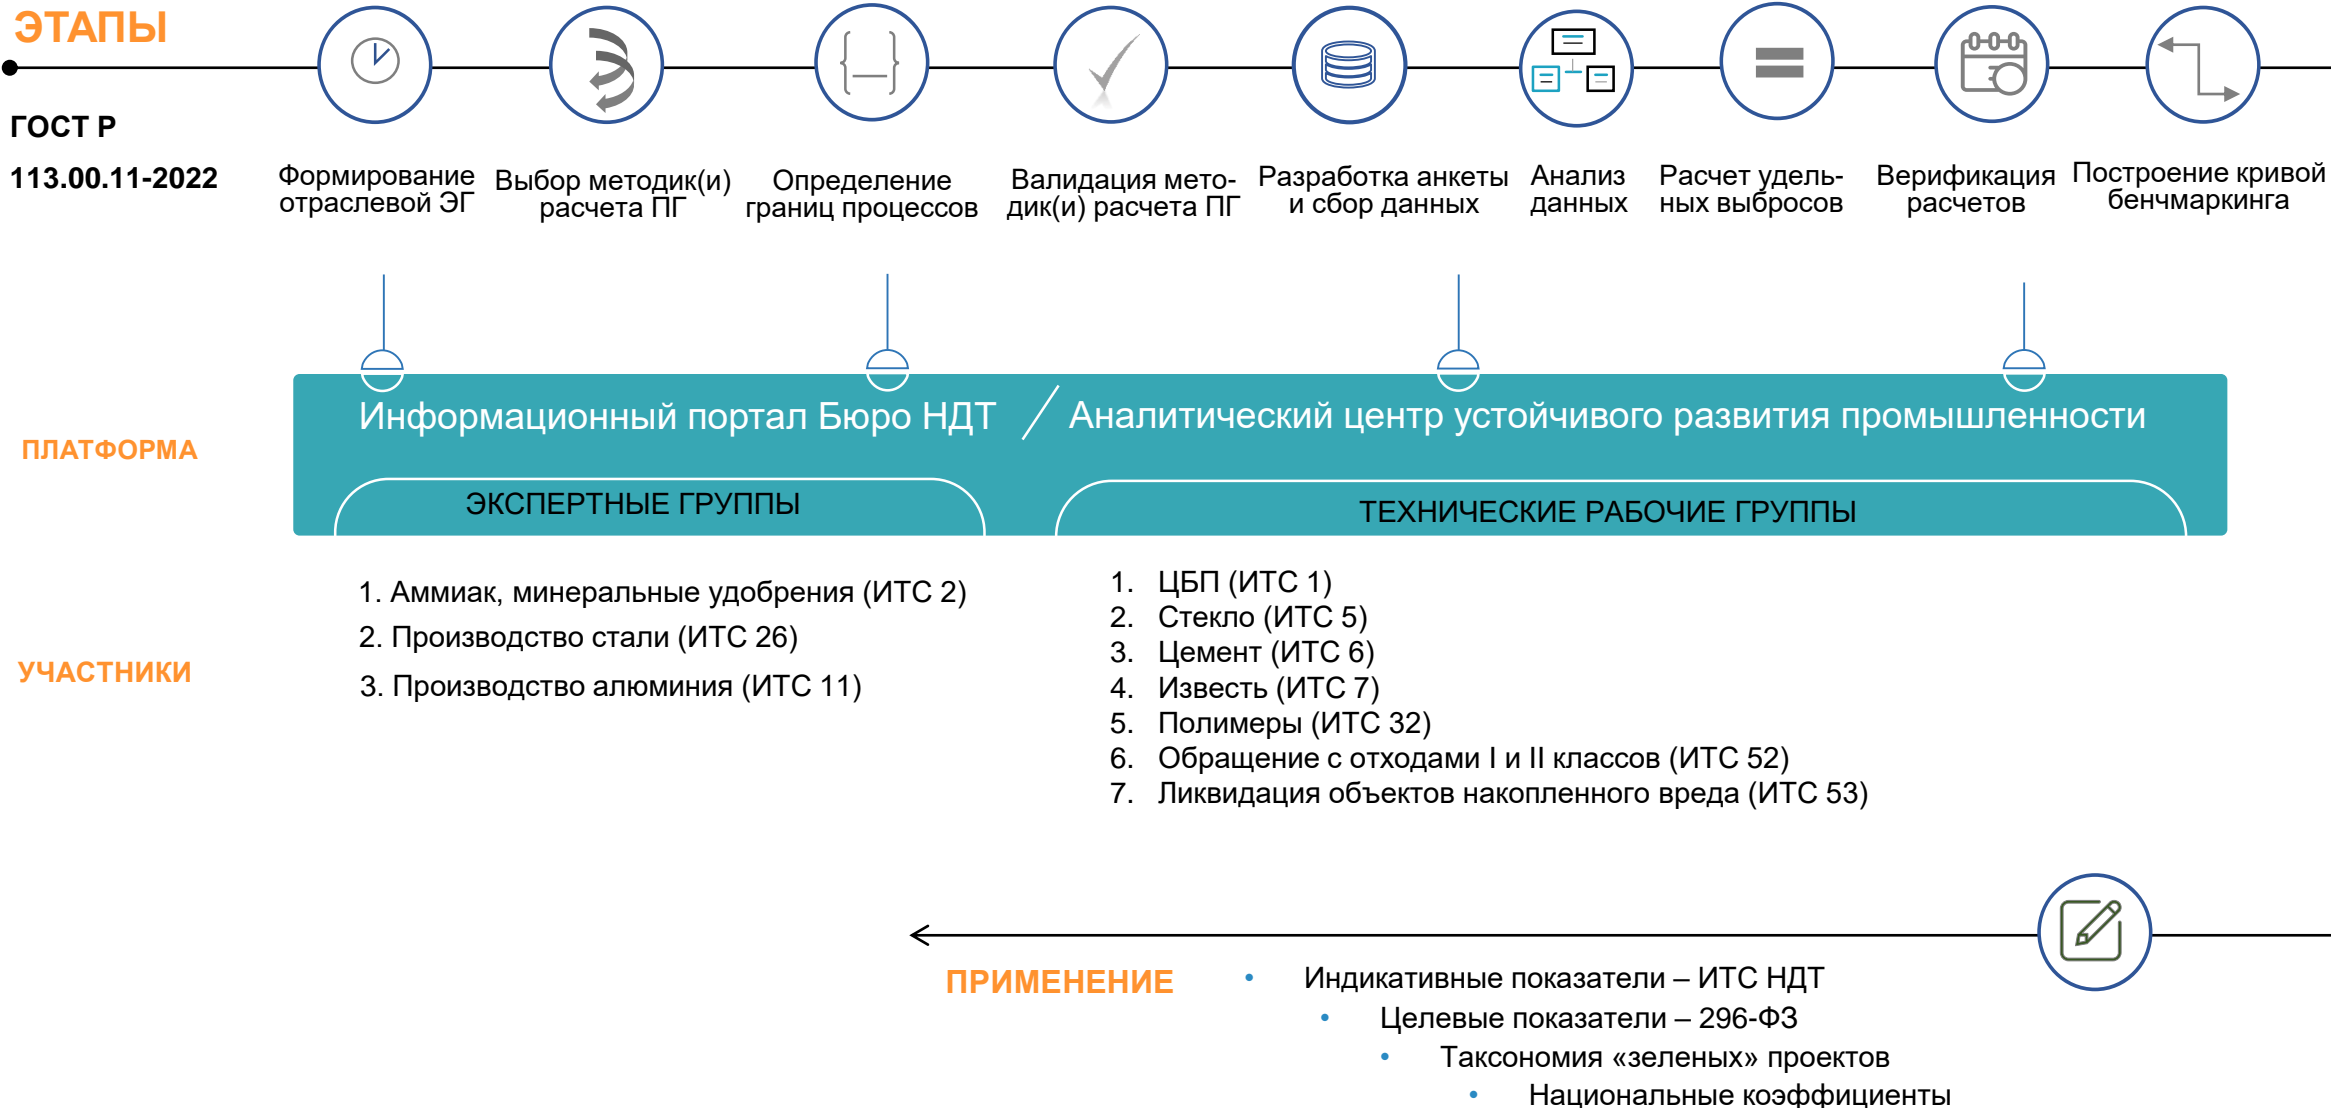 ЭТАПЫ
ГОСТ Р
113.00.11-2022
Формирование
отраслевой ЭГ
Выбор методик(и)
расчета ПГ
Определение
границ процессов
Валидация мето-
дик(и) расчета ПГ
Разработка анкеты
и сбор данных
Анализ
данных
Расчет удель-
ных выбросов
Верификация
расчетов
Построение кривой
бенчмаркинга
ПЛАТФОРМА
Информационный портал Бюро НДТ / Аналитический центр устойчивого развития промышленности
ЭКСПЕРТНЫЕ ГРУППЫ
ТЕХНИЧЕСКИЕ РАБОЧИЕ ГРУППЫ
УЧАСТНИКИ
1. Аммиак, минеральные удобрения (ИТС 2)
2. Производство стали (ИТС 26)
3. Производство алюминия (ИТС 11)
1. ЦБП (ИТС 1)
2. Стекло (ИТС 5)
3. Цемент (ИТС 6)
4. Известь (ИТС 7)
5. Полимеры (ИТС 32)
6. Обращение с отходами I и II классов (ИТС 52)
7. Ликвидация объектов накопленного вреда (ИТС 53)
ПРИМЕНЕНИЕ
• Индикативные показатели – ИТС НДТ
• Целевые показатели – 296-ФЗ
• Таксономия «зеленых» проектов
• Национальные коэффициенты